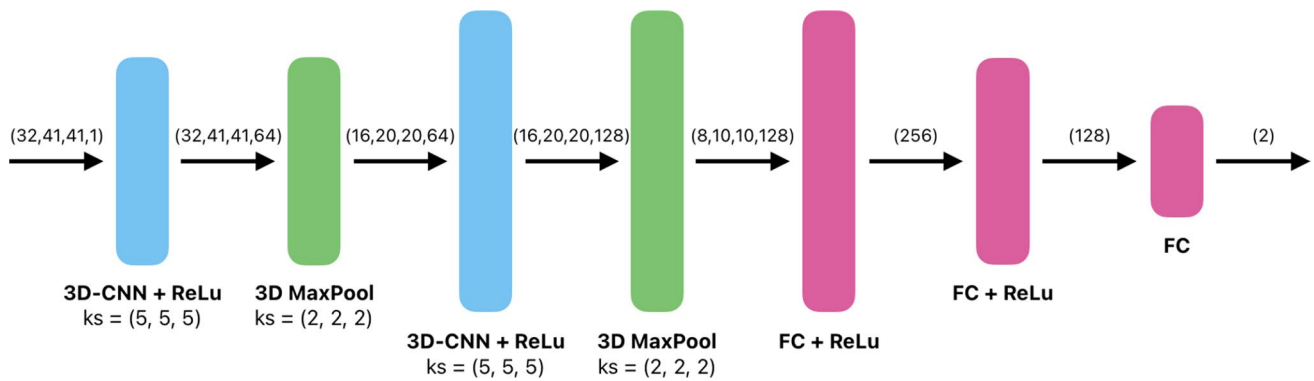 (32,41,41,1)
(32,41,41,64)
(16,20,20,64)
(16,20,20,128)
(8,10,10,128)
(256)
(128)
(2)
3D-CNN + ReLu
ks = (5, 5, 5)
3D MaxPool
ks = (2, 2, 2)
3D-CNN + ReLu
ks = (5, 5, 5)
3D MaxPool
ks = (2, 2, 2)
FC + ReLu
FC + ReLu
FC